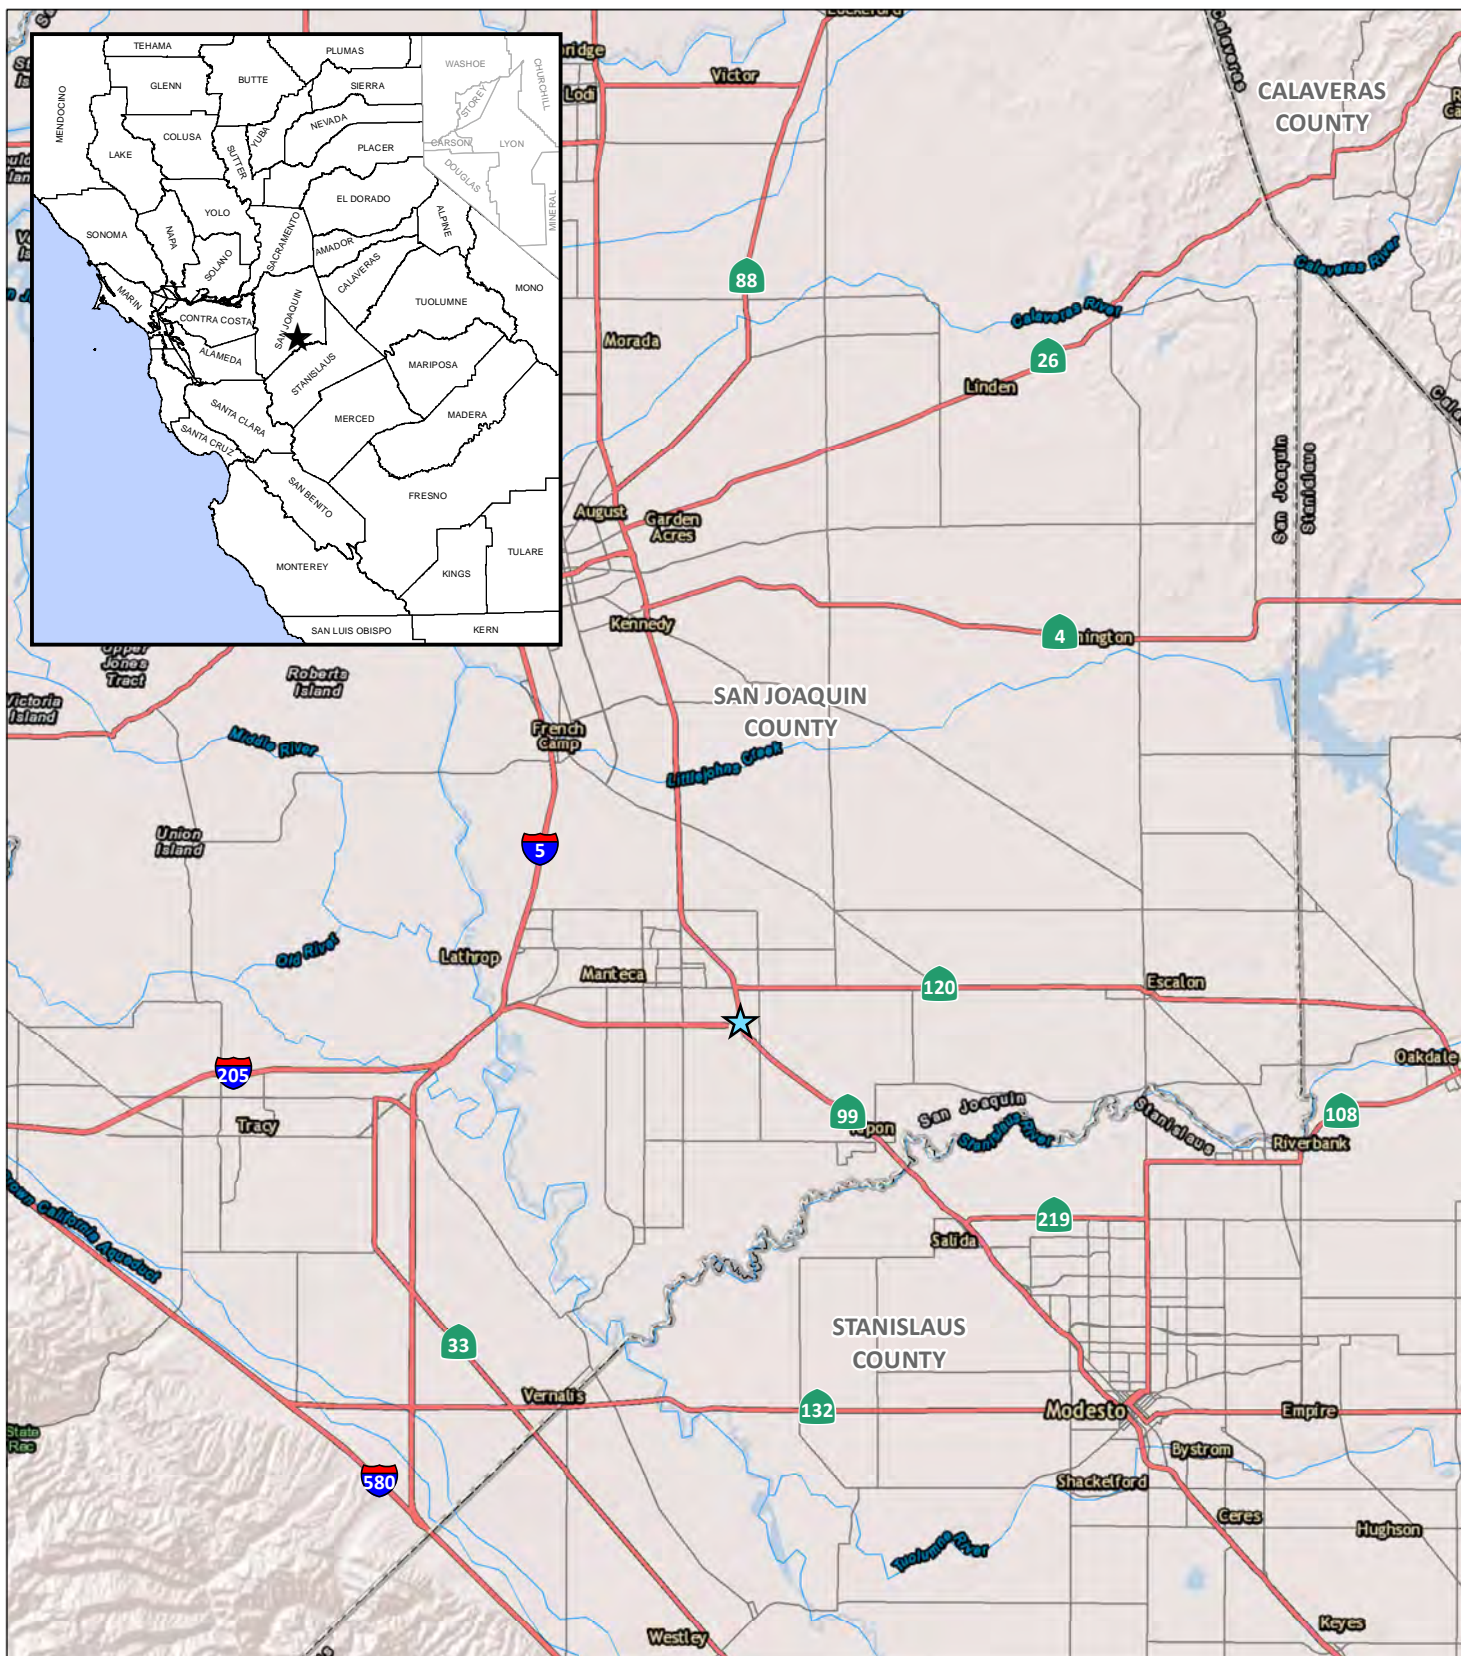 TEHAMA
PLUMAS
GLENN
BUTTE
SIERRA
WASHOE
CHURCHILL
STOREY
MENDOCINO
COLUSA
YUBA
NEVADA
LAKE
SUTTER
PLACER
CARSON
LYON
DOUGLAS
EL DORADO
MINERAL
YOLO
SONOMA
NAPA
SACRAMENTO
ALPINE
AMADOR
SOLANO
CALAVERAS
MARIN
MONO
TUOLUMNE
CONTRA COSTA
SAN JOAQUIN
ALAMEDA
STANISLAUS
MARIPOSA
SANTA CLARA
MERCED
MADERA
SANTA CRUZ
SAN BENITO
FRESNO
TULARE
MONTEREY
KINGS
SAN LUIS OBISPO
KERN
Lodi
Victor
Calaveras
CALAVERAS
COUNTY
88
Calaveras River
Calaveras River
Morada
26
Linden
San Joaquin
Stanislaus
August
Garden
Acres
Kennedy
4
Upper
Jones
Tract
Roberts
Island
Victoria
Island
SAN JOAQUIN
COUNTY
Middle River
French
Camp
Littlejohns Creek
Union
Island
5
Old River
Lathrop
Manteca
120
Escalon
205
Oakdale
Tracy
99
San Joaquin
Stanislaus River
Stanislaus
108
Riverbank
California Aqueduct
219
Salida
33
STANISLAUS
COUNTY
Vernalis
132
Modesto
Empire
State
Rec
Bystrom
580
Shackelford
Ceres
Hughson
Tuolumne River
Keyes
Westley